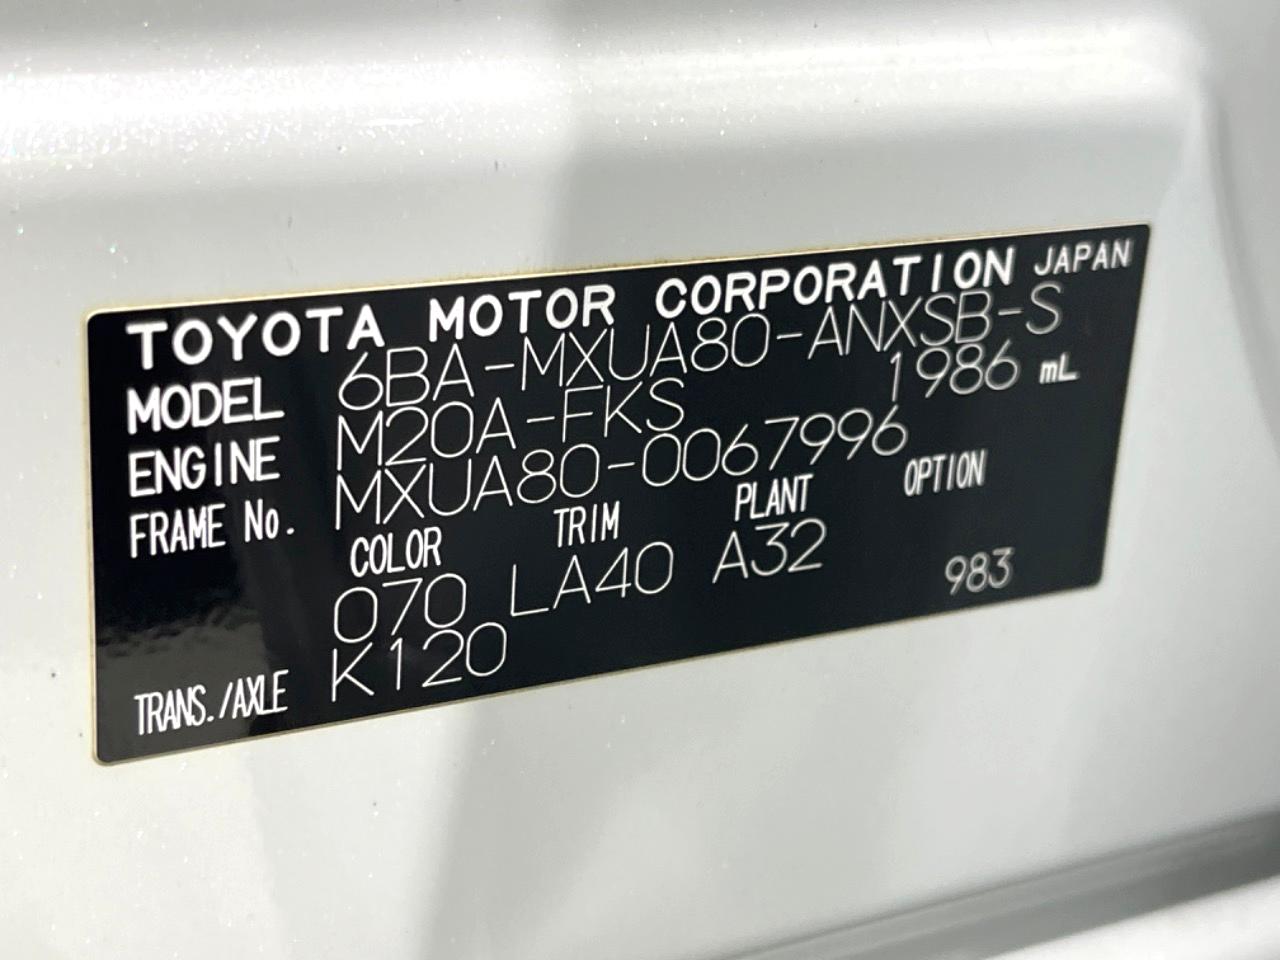 TOYOTA MOTOR CORPORATION JAPAN
MODEL 6BA-MXUA80-ANXSB-S
ENGINE M20A-FKS 1986 mL
FRAME No. MXUA80-0067996
COLOR TRIM PLANT OPTION
070 LA40 A32 983
TRANS./AXLE K120